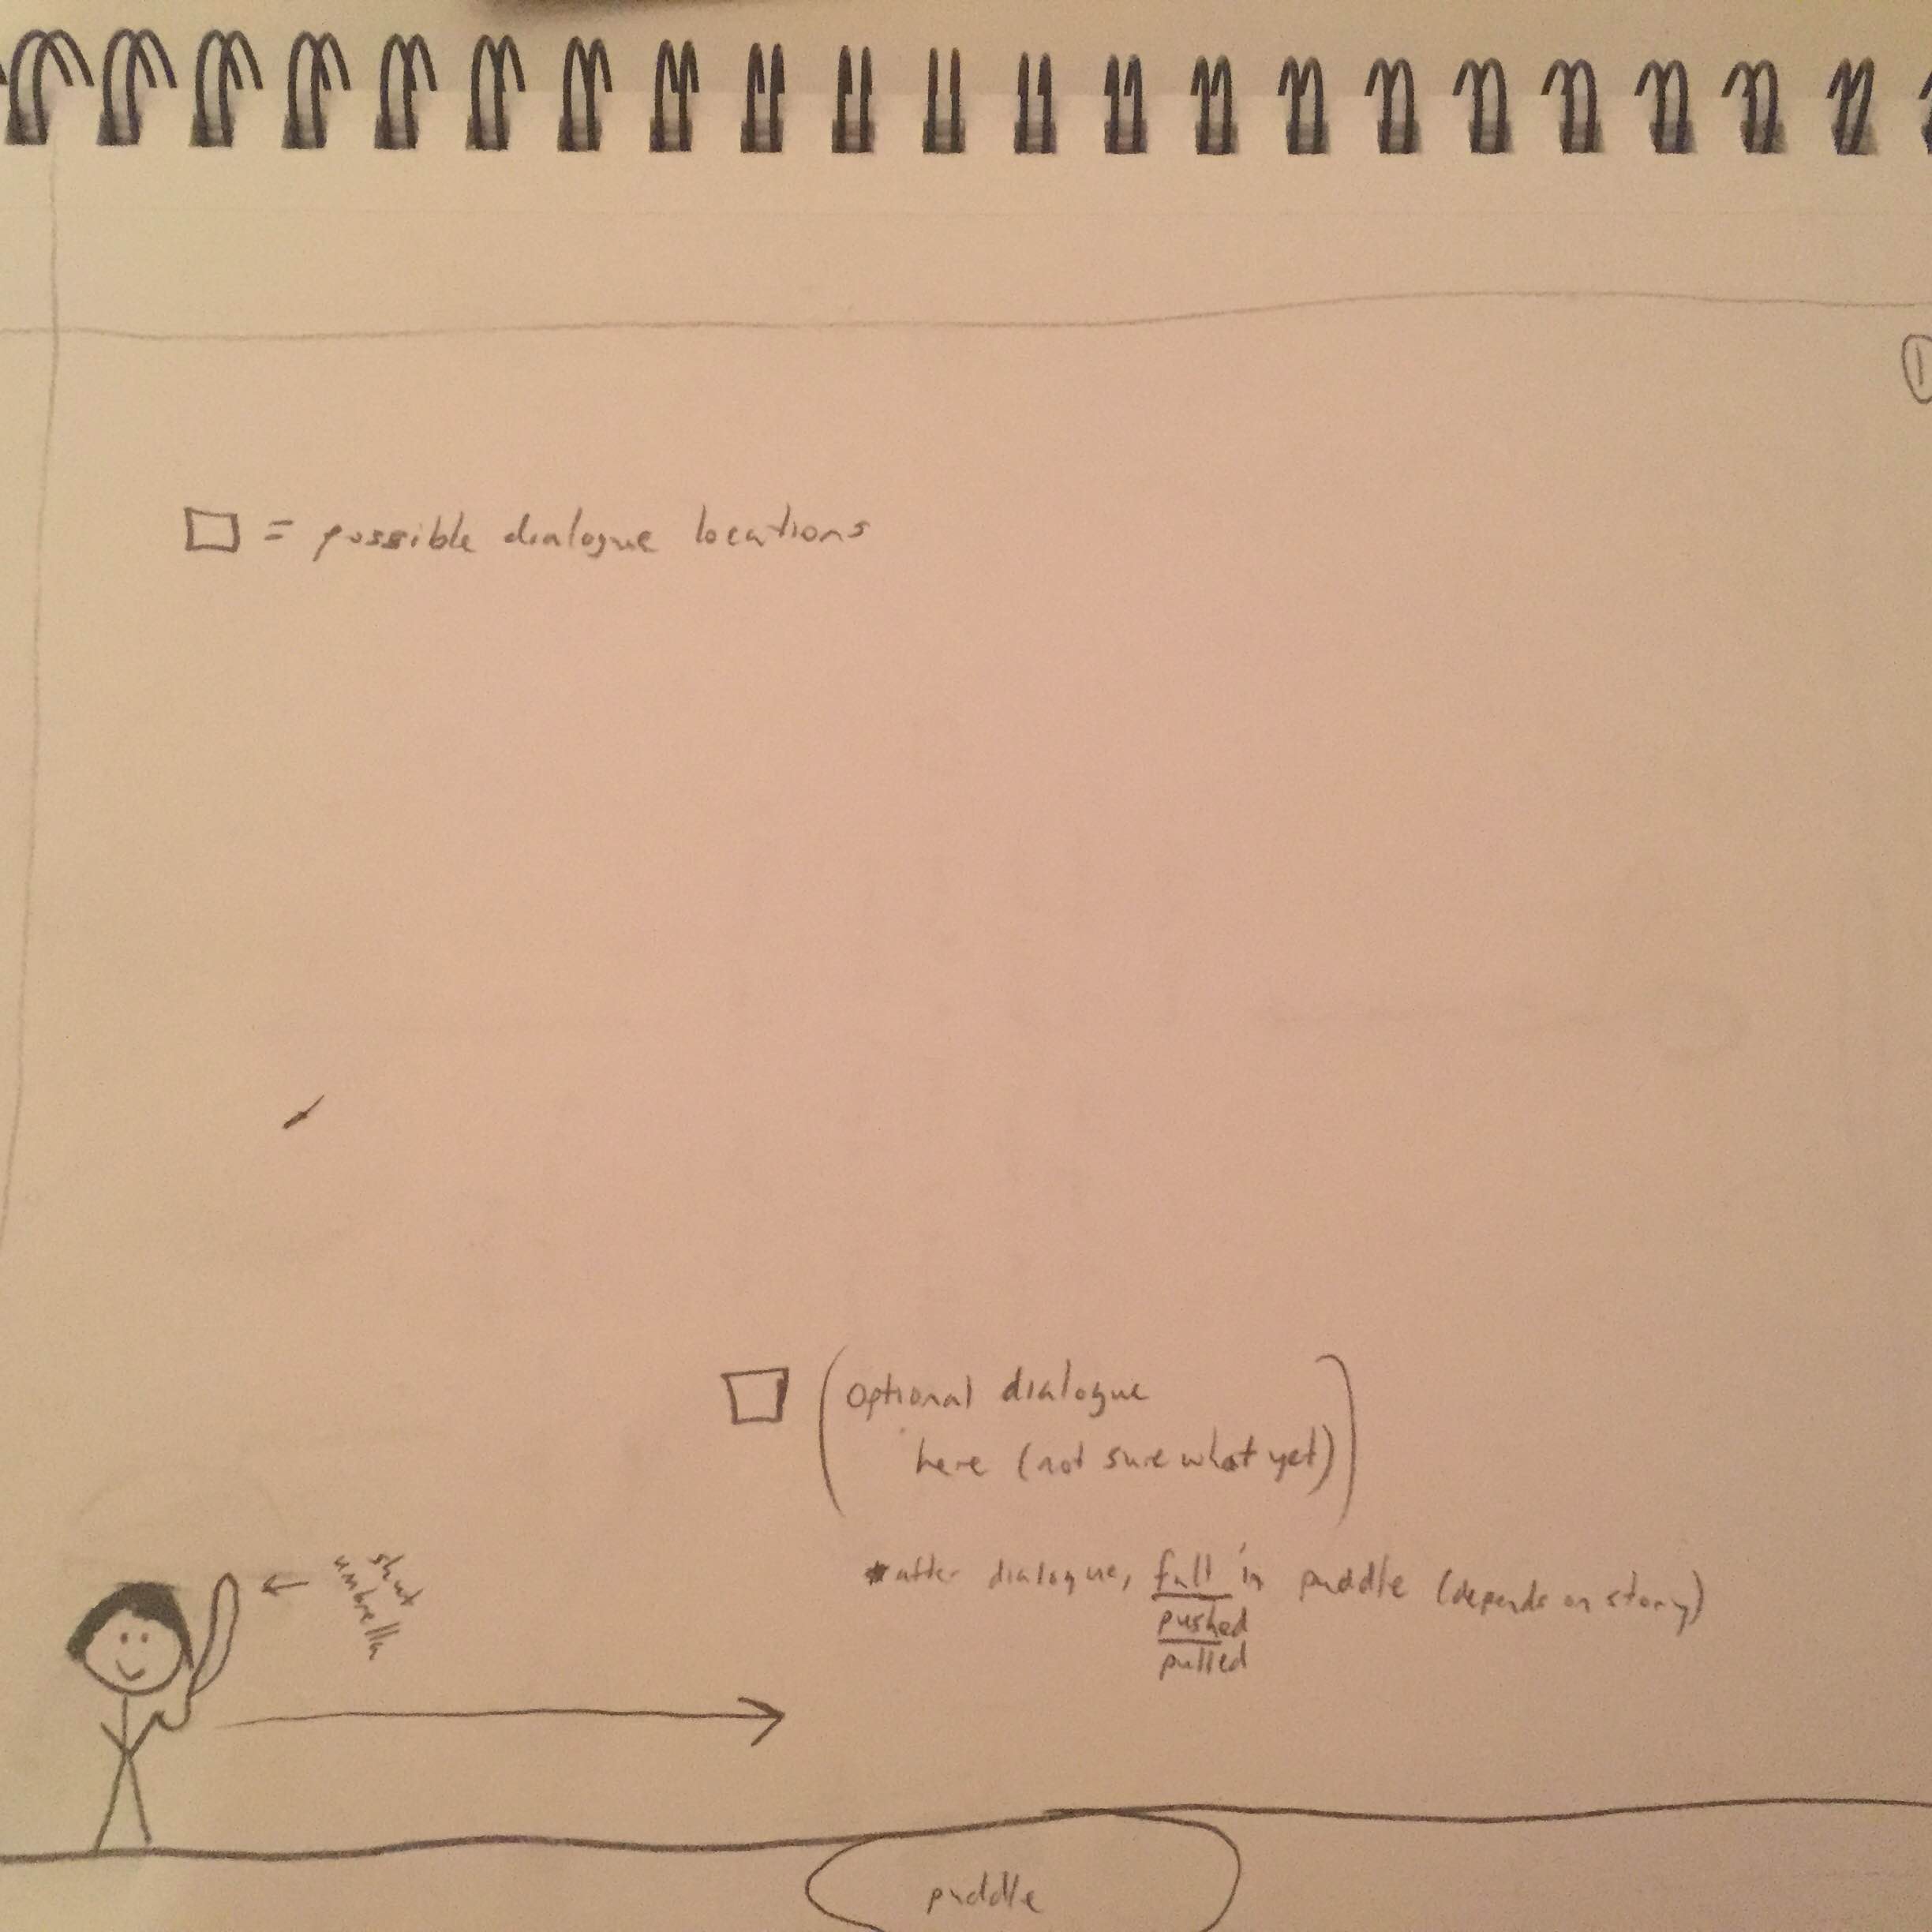 1
= possible dialogue locations
(optional dialogue
here (not sure what yet))
*after dialogue, fall in puddle (depends on story)
pushed
pulled
shut
umbrella
puddle